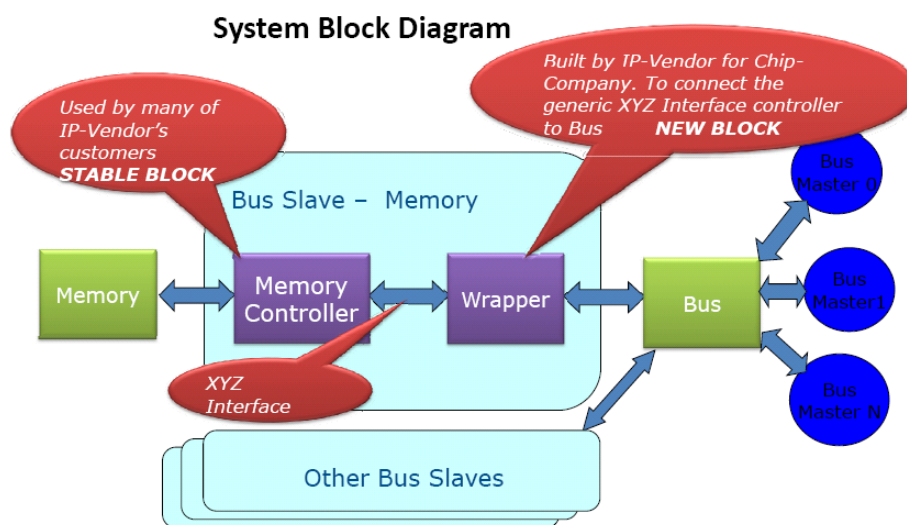 System Block Diagram
Used by many of
IP-Vendor's
customers
STABLE BLOCK
Built by IP-Vendor for Chip-
Company. To connect the
generic XYZ Interface controller
to Bus NEW BLOCK
Bus Slave – Memory
Bus
Master 0
Memory
Memory
Controller
Wrapper
Bus
Bus
Master1
XYZ
Interface
Bus
Master N
Other Bus Slaves